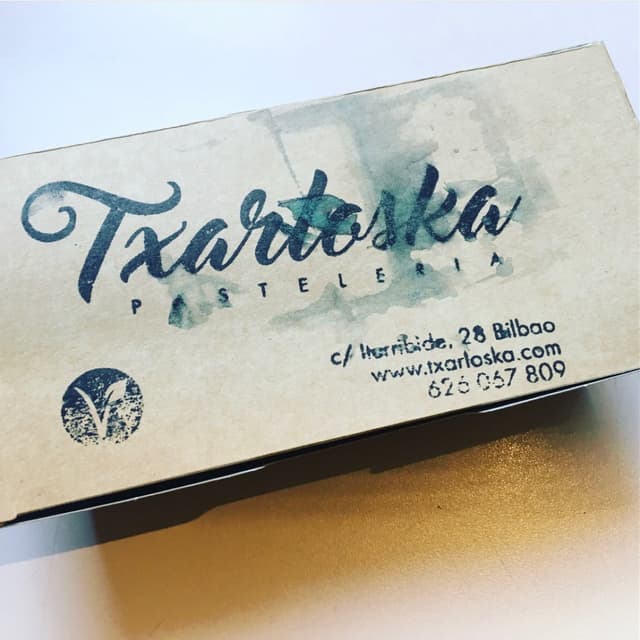 Txartoska
PASTELERIA
c/ Iturribide, 28 Bilbao
www.txartoska.com
626 067 809